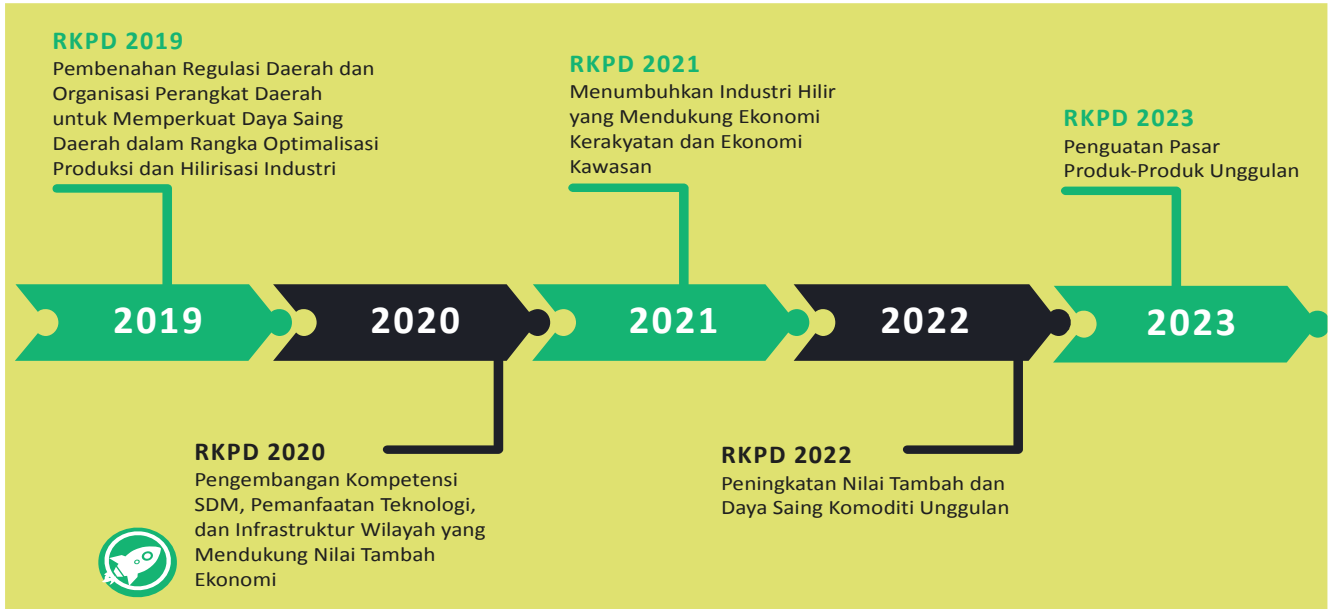 RKPD 2019
Pembenahan Regulasi Daerah dan
Organisasi Perangkat Daerah
untuk Memperkuat Daya Saing
Daerah dalam Rangka Optimalisasi
Produksi dan Hilirisasi Industri
RKPD 2021
Menumbuhkan Industri Hilir
yang Mendukung Ekonomi
Kerakyatan dan Ekonomi
Kawasan
RKPD 2023
Penguatan Pasar
Produk-Produk Unggulan
2019
2020
2021
2022
2023
RKPD 2020
Pengembangan Kompetensi
SDM, Pemanfaatan Teknologi,
dan Infrastruktur Wilayah yang
Mendukung Nilai Tambah
Ekonomi
RKPD 2022
Peningkatan Nilai Tambah dan
Daya Saing Komoditi Unggulan